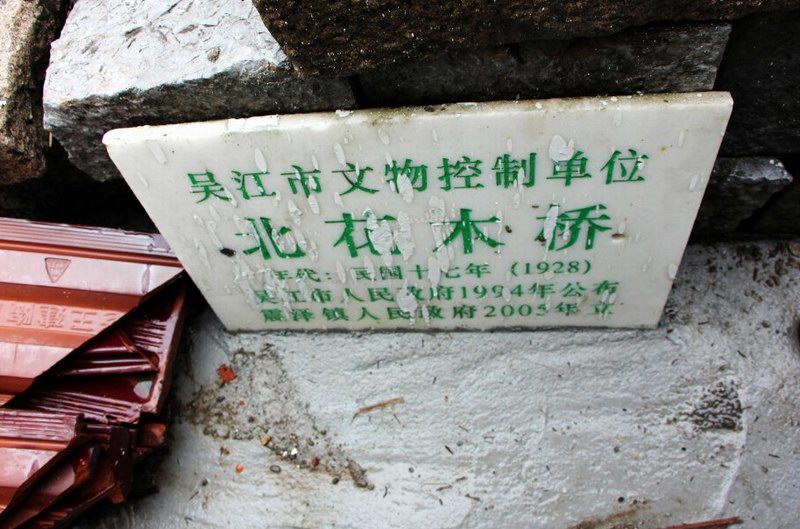 吴江市文物控制单位
北花木桥
年代：民国十七年（1928）
吴江市人民政府1994年公布
震泽镇人民政府2005年立